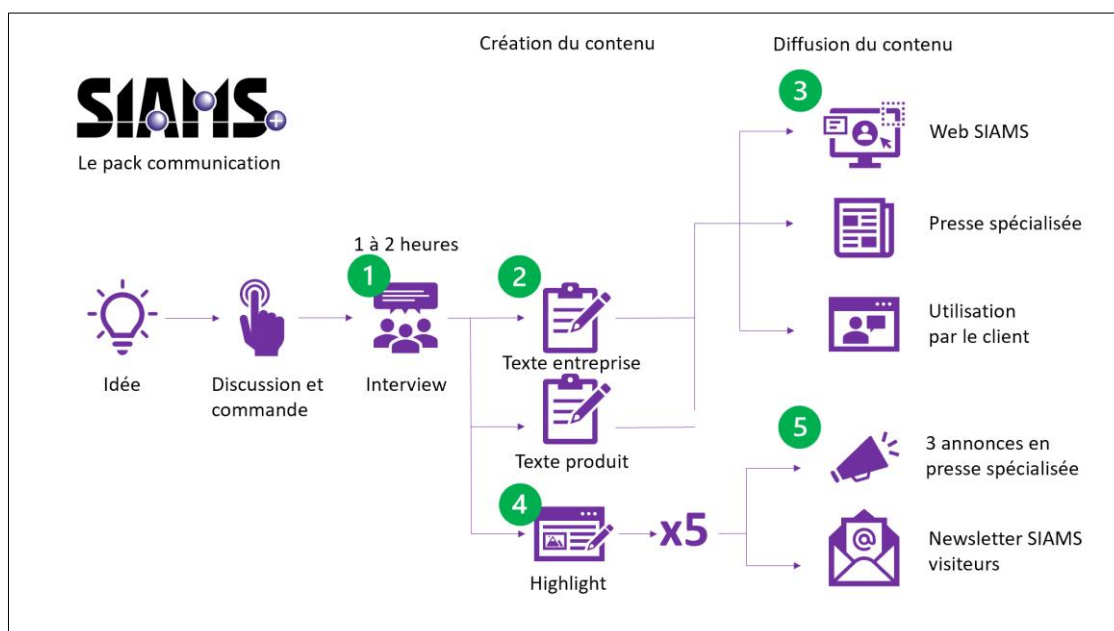 Création du contenu
Diffusion du contenu
SIAMS+
Le pack communication
3
Web SIAMS
Presse spécialisée
Utilisation
par le client
1 à 2 heures
1
2
Idée
Discussion et
commande
Interview
Texte entreprise
Texte produit
4
x5
Highlight
5
3 annonces en
presse spécialisée
@
Newsletter SIAMS
visiteurs